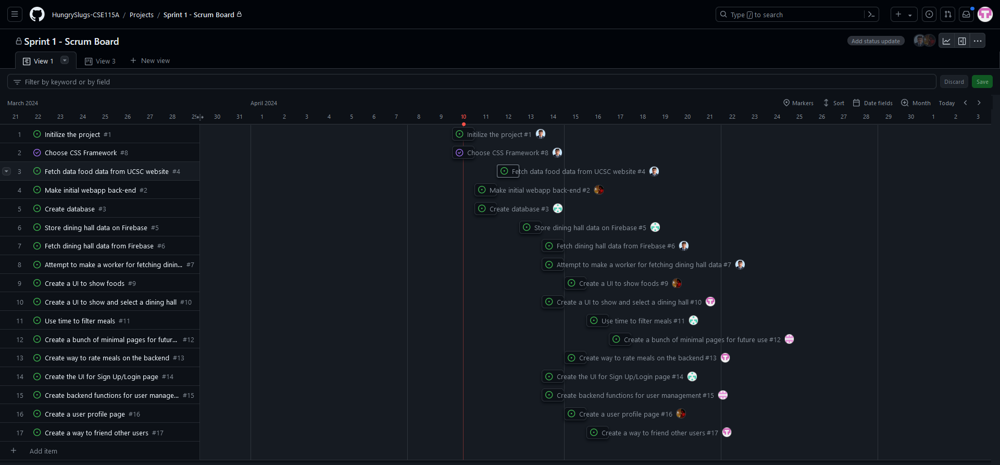 HungrySlugs-CSE115A / Projects / Sprint 1 - Scrum Board
Type / to search
Sprint 1 - Scrum Board
Add status update
View 1
View 3
New view
Filter by keyword or by field
Discard
Save
March 2024
April 2024
Markers
Sort
Date fields
Month
Today
21 22 23 24 25 26 27 28 29 30 31 1 2 3 4 5 6 7 8 9 10 11 12 13 14 15 16 17 18 19 20 21 22 23 24 25 26 27 28 29 30 1 2 3
1 Initilize the project #1
Initilize the project #1
2 Choose CSS Framework #8
Choose CSS Framework #8
3 Fetch data food data from UCSC website #4
Fetch data food data from UCSC website #4
4 Make initial webapp back-end #2
Make initial webapp back-end #2
5 Create database #3
Create database #3
6 Store dining hall data on Firebase #5
Store dining hall data on Firebase #5
7 Fetch dining hall data from Firebase #6
Fetch dining hall data from Firebase #6
8 Attempt to make a worker for fetching dinin... #7
Attempt to make a worker for fetching dining hall data #7
9 Create a UI to show foods #9
Create a UI to show foods #9
10 Create a UI to show and select a dining hall #10
Create a UI to show and select a dining hall #10
11 Use time to filter meals #11
Use time to filter meals #11
12 Create a bunch of minimal pages for futur... #12
Create a bunch of minimal pages for future use #12
13 Create way to rate meals on the backend #13
Create way to rate meals on the backend #13
14 Create the UI for Sign Up/Login page #14
Create the UI for Sign Up/Login page #14
15 Create backend functions for user manage... #15
Create backend functions for user management #15
16 Create a user profile page #16
Create a user profile page #16
17 Create a way to friend other users #17
Create a way to friend other users #17
Add item